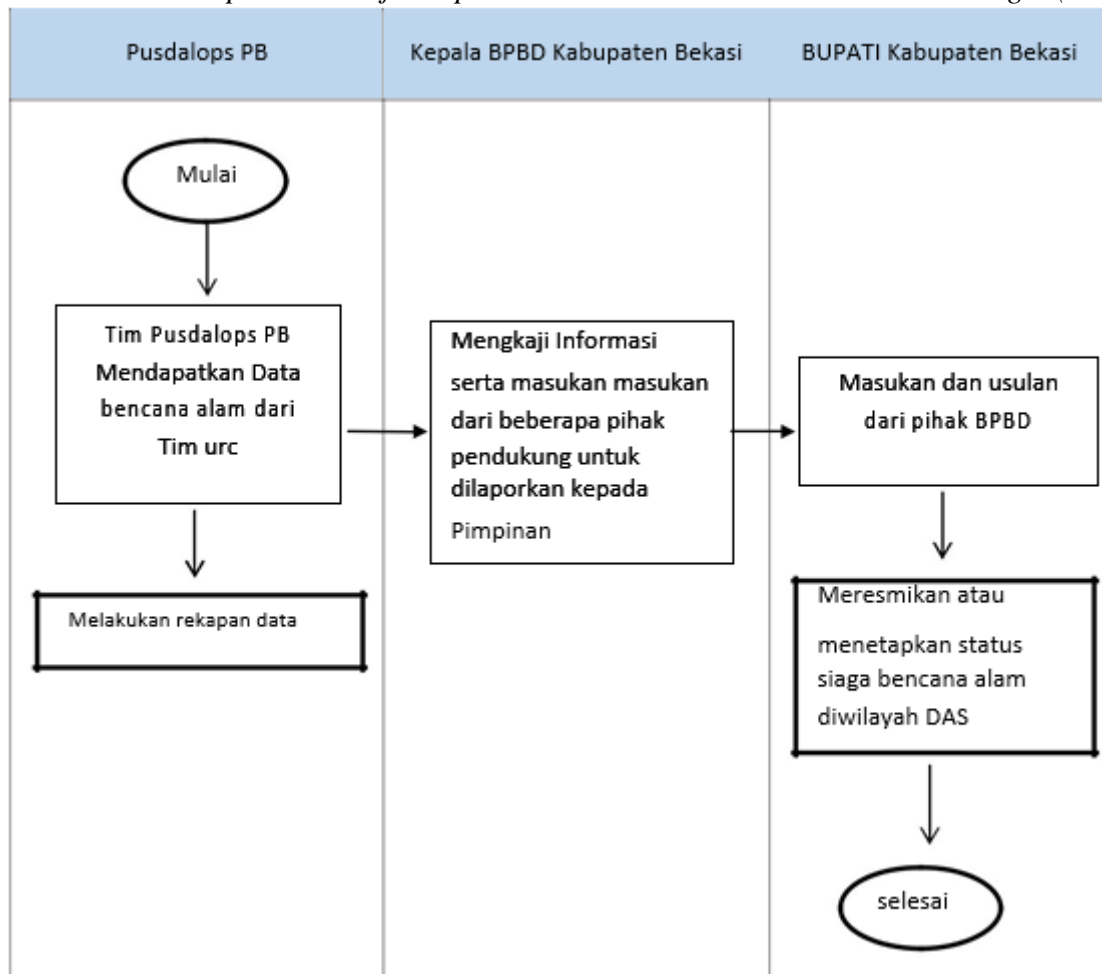 Pusdalops PB
Kepala BPBD Kabupaten Bekasi
BUPATI Kabupaten Bekasi
Mulai
Tim Pusdalops PB
Mendapatkan Data
bencana alam dari
Tim urc
Melakukan rekapan data
Mengkaji Informasi
serta masukan masukan
dari beberapa pihak
pendukung untuk
dilaporkan kepada
Pimpinan
Masukan dan usulan
dari pihak BPBD
Meresmikan atau
menetapkan status
siaga bencana alam
diwilayah DAS
selesai